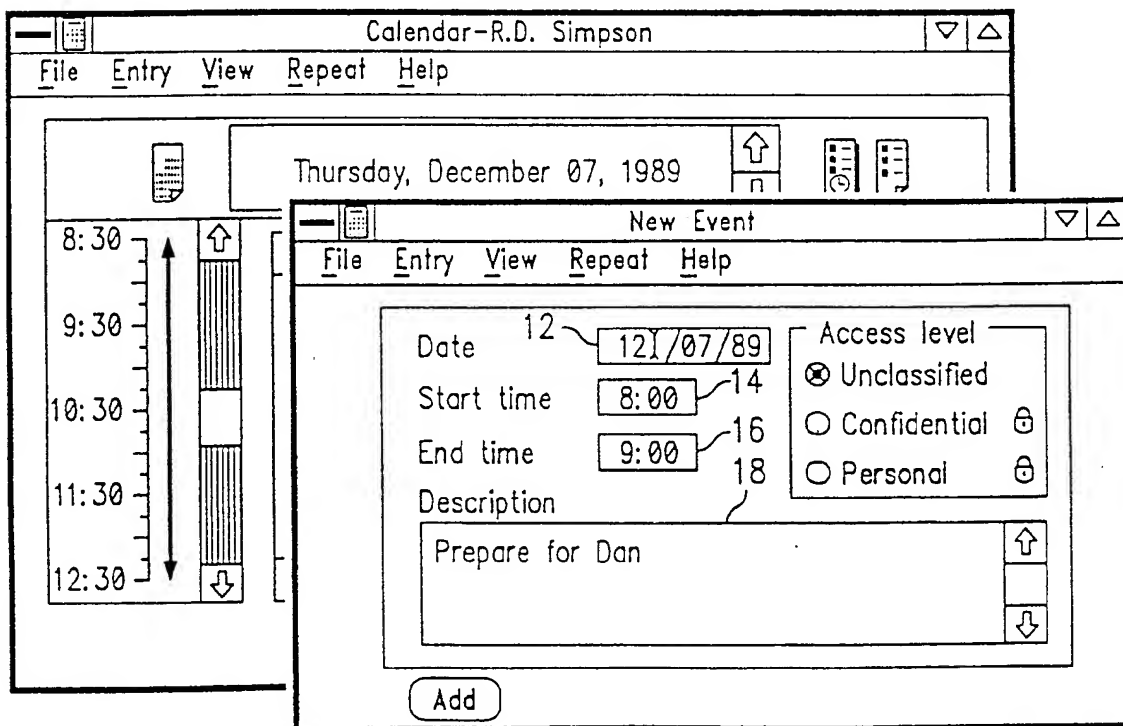 Calendar-R.D. Simpson
File Entry View Repeat Help
Thursday, December 07, 1989
8:30
9:30
10:30
11:30
12:30
New Event
File Entry View Repeat Help
Date 12 12/07/89
Start time 8:00 14
End time 9:00 16
Description 18
Access level
Unclassified
Confidential
Personal
Prepare for Dan
Add